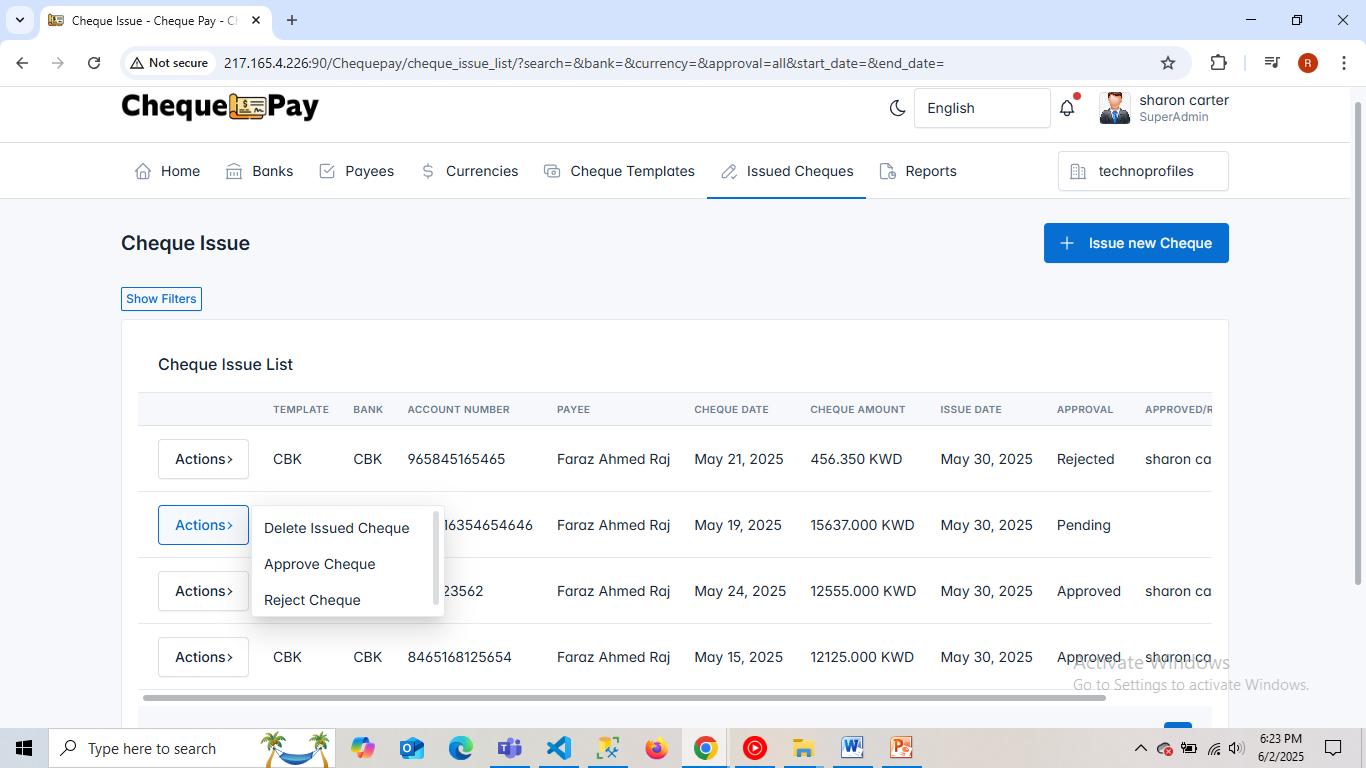 Cheque Issue - Cheque Pay - Ch
Not secure
217.165.4.226:90/Chequepay/cheque_issue_list/?search=&bank=&currency=&approval=all&start_date=&end_date=
R
Cheque Pay
English
sharon carter
SuperAdmin
Home
Banks
Payees
Currencies
Cheque Templates
Issued Cheques
Reports
technoprofiles
Cheque Issue
Issue new Cheque
Show Filters
Cheque Issue List
TEMPLATE BANK ACCOUNT NUMBER PAYEE CHEQUE DATE CHEQUE AMOUNT ISSUE DATE APPROVAL APPROVED/R
Actions› CBK CBK 965845165465 Faraz Ahmed Raj May 21, 2025 456.350 KWD May 30, 2025 Rejected sharon ca
Actions› 16354654646 Faraz Ahmed Raj May 19, 2025 15637.000 KWD May 30, 2025 Pending
Delete Issued Cheque
Approve Cheque
Reject Cheque
Actions› 23562 Faraz Ahmed Raj May 24, 2025 12555.000 KWD May 30, 2025 Approved sharon ca
Actions› CBK CBK 8465168125654 Faraz Ahmed Raj May 15, 2025 12125.000 KWD May 30, 2025 Approved sharon ca
Activate Windows
Go to Settings to activate Windows.
Type here to search
6:23 PM
6/2/2025